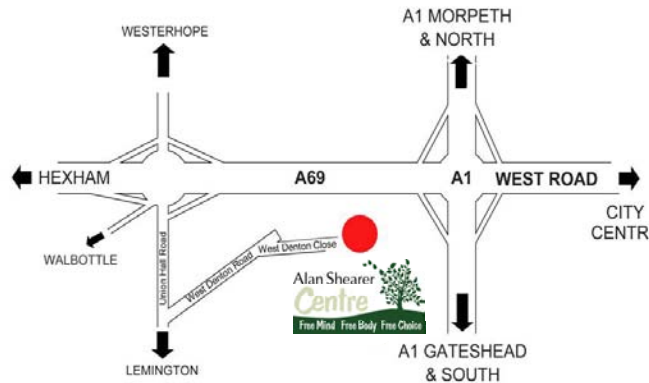 WESTERHOPE
A1 MORPETH
& NORTH
HEXHAM
A69
A1
WEST ROAD
CITY
CENTR
WALBOTTLE
Union Hall Road
West Denton Road
West Denton Close
Alan Shearer
Centre
Free Mind Free Body Free Choice
LEMINGTON
A1 GATESHEAD
& SOUTH